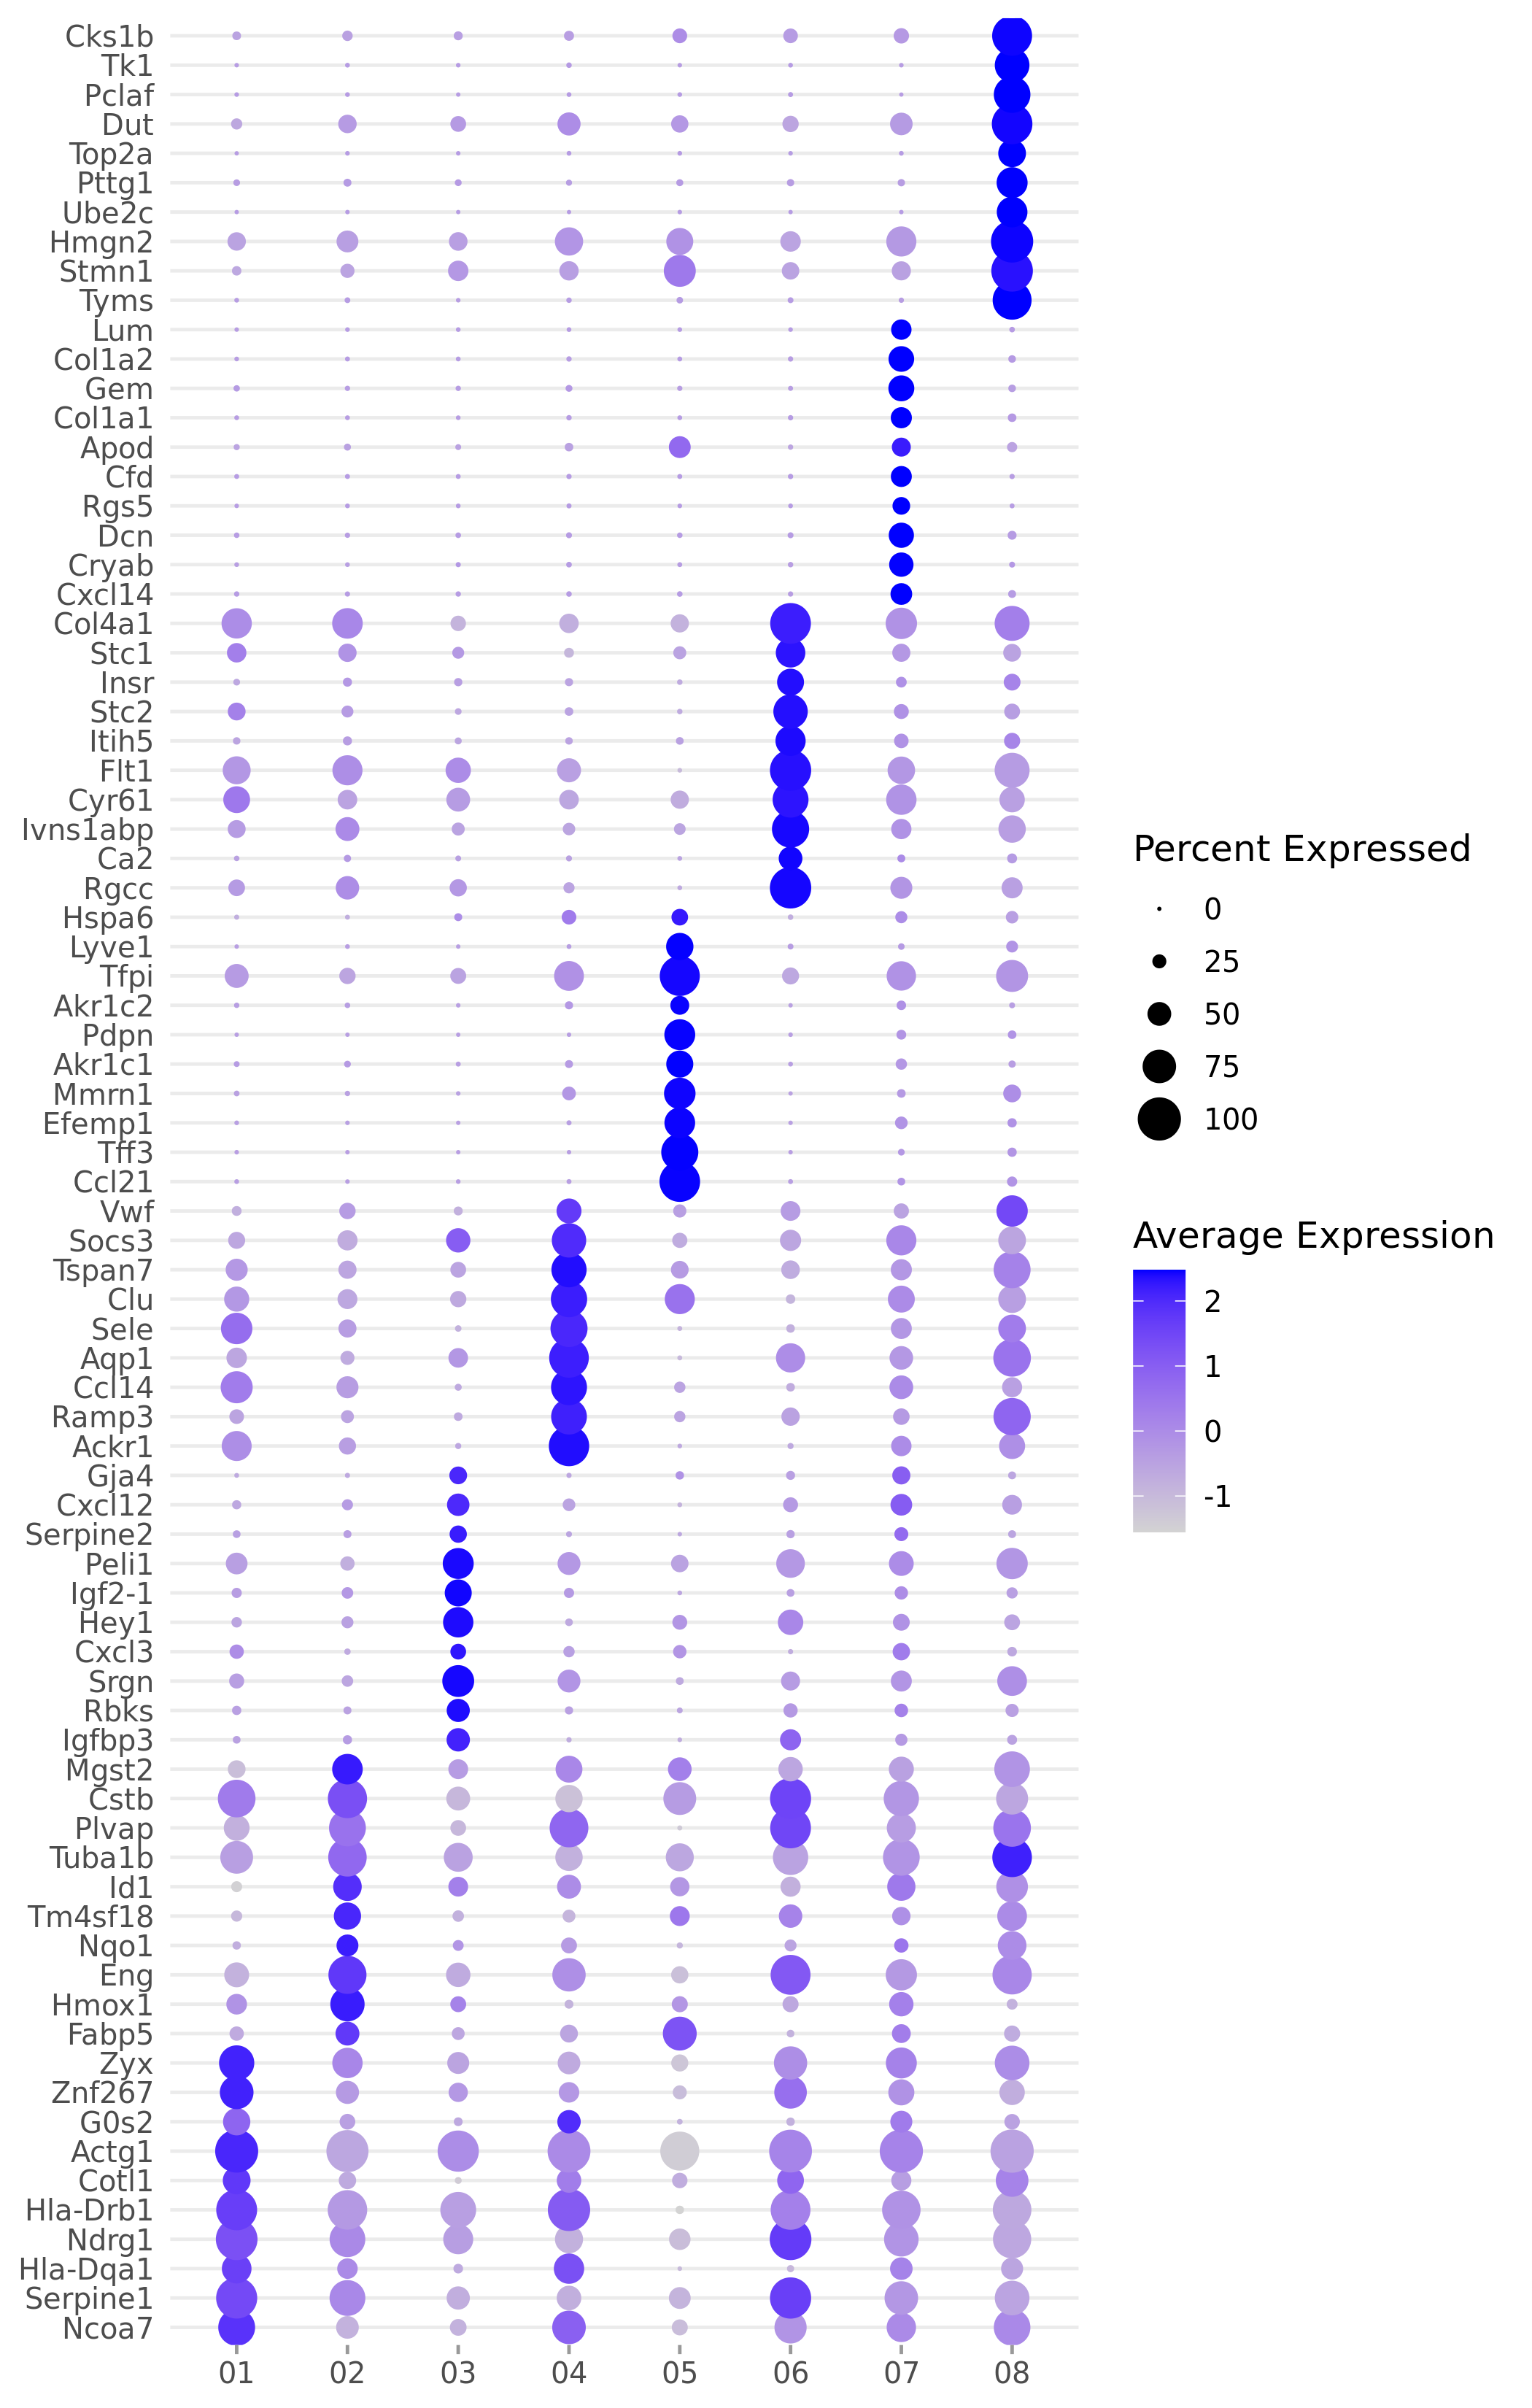 Cks1b
Tk1
Pclaf
Dut
Top2a
Pttg1
Ube2c
Hmgn2
Stmn1
Tyms
Lum
Col1a2
Gem
Col1a1
Apod
Cfd
Rgs5
Dcn
Cryab
Cxcl14
Col4a1
Stc1
Insr
Stc2
Itih5
Flt1
Cyr61
Ivns1abp
Ca2
Rgcc
Hspa6
Lyve1
Tfpi
Akr1c2
Pdpn
Akr1c1
Mmrn1
Efemp1
Tff3
Ccl21
Vwf
Socs3
Tspan7
Clu
Sele
Aqp1
Ccl14
Ramp3
Ackr1
Gja4
Cxcl12
Serpine2
Peli1
Igf2-1
Hey1
Cxcl3
Srgn
Rbks
Igfbp3
Mgst2
Cstb
Plvap
Tuba1b
Id1
Tm4sf18
Nqo1
Eng
Hmox1
Fabp5
Zyx
Znf267
G0s2
Actg1
Cotl1
Hla-Drb1
Ndrg1
Hla-Dqa1
Serpine1
Ncoa7
01 02 03 04 05 06 07 08
Percent Expressed
0
25
50
75
100
Average Expression
2
1
0
-1